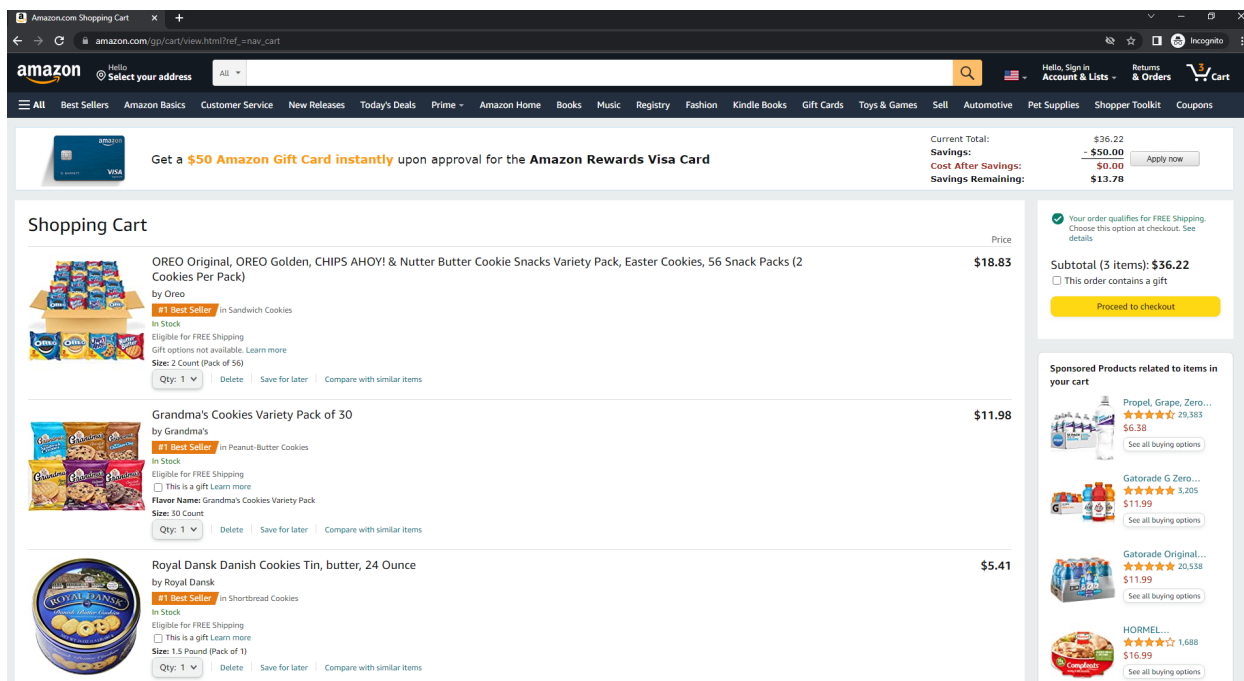 Amazon.com Shopping Cart
amazon.com/gp/cart/view.html?ref_=nav_cart
Incognito
amazon
Hello
Select your address
All
Hello, Sign in
Account & Lists
Returns
& Orders
3
Cart
All Best Sellers Amazon Basics Customer Service New Releases Today's Deals Prime Amazon Home Books Music Registry Fashion Kindle Books Gift Cards Toys & Games Sell Automotive Pet Supplies Shopper Toolkit Coupons
amazon
VISA
Get a $50 Amazon Gift Card instantly upon approval for the Amazon Rewards Visa Card
Current Total: $36.22
Savings: - $50.00
Cost After Savings: $0.00
Savings Remaining: $13.78
Apply now
Shopping Cart
Price
OREO Original, OREO Golden, CHIPS AHOY! & Nutter Butter Cookie Snacks Variety Pack, Easter Cookies, 56 Snack Packs (2
Cookies Per Pack)
$18.83
by Oreo
#1 Best Seller in Sandwich Cookies
In Stock
Eligible for FREE Shipping
Gift options not available. Learn more
Size: 2 Count (Pack of 56)
Qty: 1 Delete Save for later Compare with similar items
Grandma's Cookies Variety Pack of 30
$11.98
by Grandma's
#1 Best Seller in Peanut-Butter Cookies
In Stock
Eligible for FREE Shipping
This is a gift Learn more
Flavor Name: Grandma's Cookies Variety Pack
Size: 30 Count
Qty: 1 Delete Save for later Compare with similar items
Royal Dansk Danish Cookies Tin, butter, 24 Ounce
$5.41
by Royal Dansk
#1 Best Seller in Shortbread Cookies
In Stock
Eligible for FREE Shipping
This is a gift Learn more
Size: 1.5 Pound (Pack of 1)
Qty: 1 Delete Save for later Compare with similar items
ROYAL DANSK
Your order qualifies for FREE Shipping.
Choose this option at checkout. See
details
Subtotal (3 items): $36.22
This order contains a gift
Proceed to checkout
Sponsored Products related to items in
your cart
Propel, Grape, Zero...
29,383
$6.38
See all buying options
Gatorade G Zero...
3,205
$11.99
See all buying options
Gatorade Original...
20,538
$11.99
See all buying options
HORMEL...
1,688
$16.99
See all buying options
Compleats